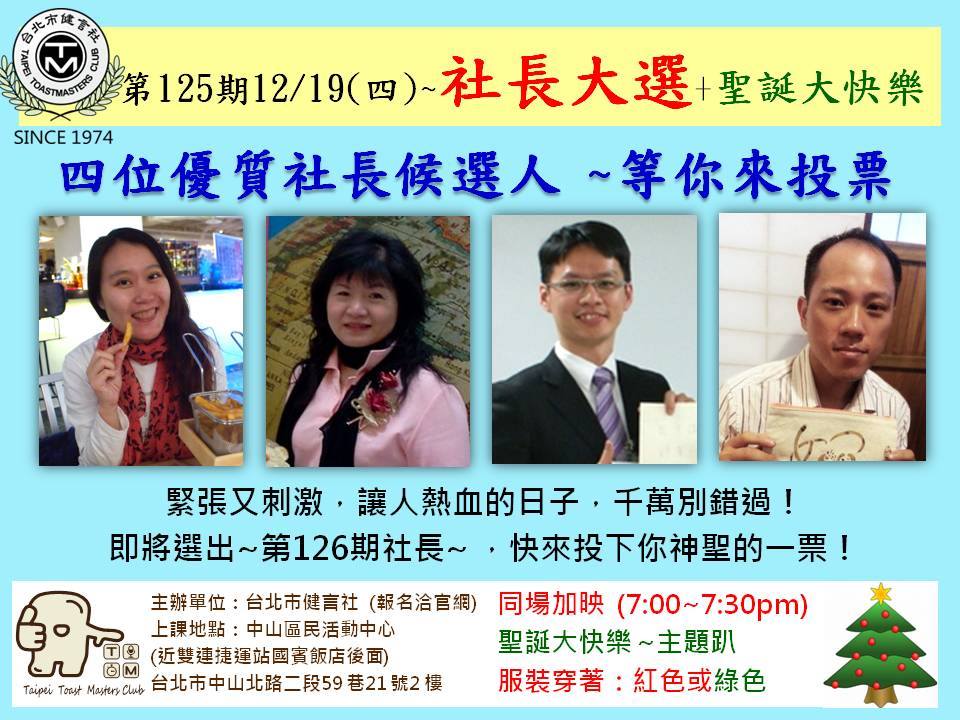 台北市健言社
TAIPEI TOASTMASTERS CLUB
TM
SINCE 1974
第125期12/19(四)~社長大選+聖誕大快樂
四位優質社長候選人 ~等你來投票
緊張又刺激，讓人熱血的日子，千萬別錯過！
即將選出~第126期社長~ ，快來投下你神聖的一票！
主辦單位：台北市健言社 (報名洽官網)
上課地點：中山區民活動中心
(近雙連捷運站國賓飯店後面)
台北市中山北路二段59巷21號2樓
Taipei Toast Masters Club
同場加映 (7:00~7:30pm)
聖誕大快樂~主題趴
服裝穿著：紅色或綠色